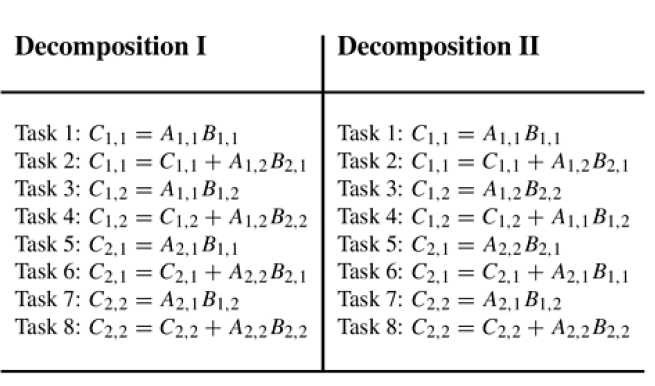 Decomposition I Decomposition II
Task 1: C1,1 = A1,1B1,1 Task 1: C1,1 = A1,1B1,1
Task 2: C1,1 = C1,1 + A1,2B2,1 Task 2: C1,1 = C1,1 + A1,2B2,1
Task 3: C1,2 = A1,1B1,2 Task 3: C1,2 = A1,2B2,2
Task 4: C1,2 = C1,2 + A1,2B2,2 Task 4: C1,2 = C1,2 + A1,1B1,2
Task 5: C2,1 = A2,1B1,1 Task 5: C2,1 = A2,2B2,1
Task 6: C2,1 = C2,1 + A2,2B2,1 Task 6: C2,1 = C2,1 + A2,1B1,1
Task 7: C2,2 = A2,1B1,2 Task 7: C2,2 = A2,1B1,2
Task 8: C2,2 = C2,2 + A2,2B2,2 Task 8: C2,2 = C2,2 + A2,2B2,2